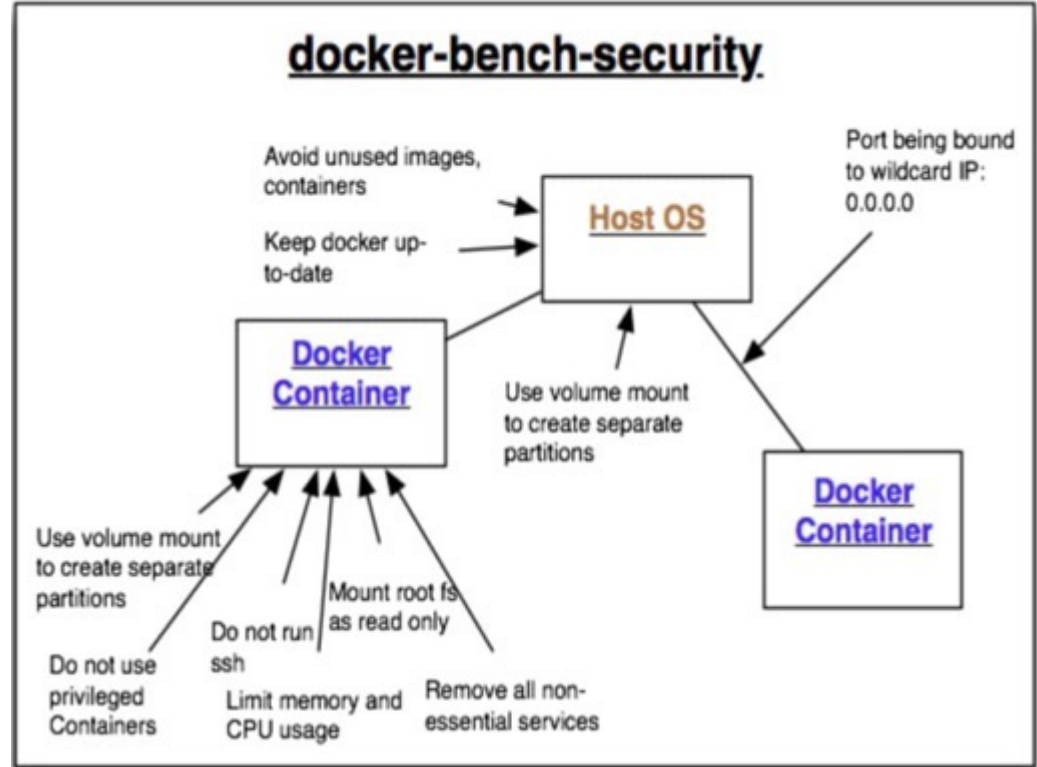 docker-bench-security
Avoid unused images,
containers
Keep docker up-
to-date
Host OS
Port being bound
to wildcard IP:
0.0.0.0
Docker
Container
Use volume mount
to create separate
partitions
Docker
Container
Use volume mount
to create separate
partitions
Do not use
privileged
Containers
Do not run
ssh
Mount root fs
as read only
Limit memory and
CPU usage
Remove all non-
essential services